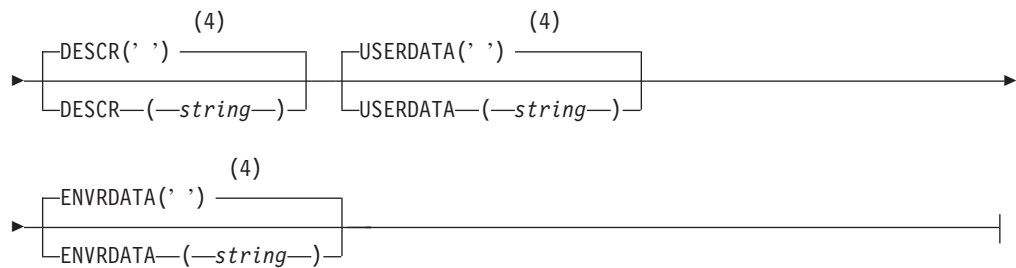 (4) (4)
DESCR(’ ’) USERDATA(’ ’)
DESCR(string) USERDATA(string)
(4)
ENVRDATA(’ ’)
ENVRDATA(string)